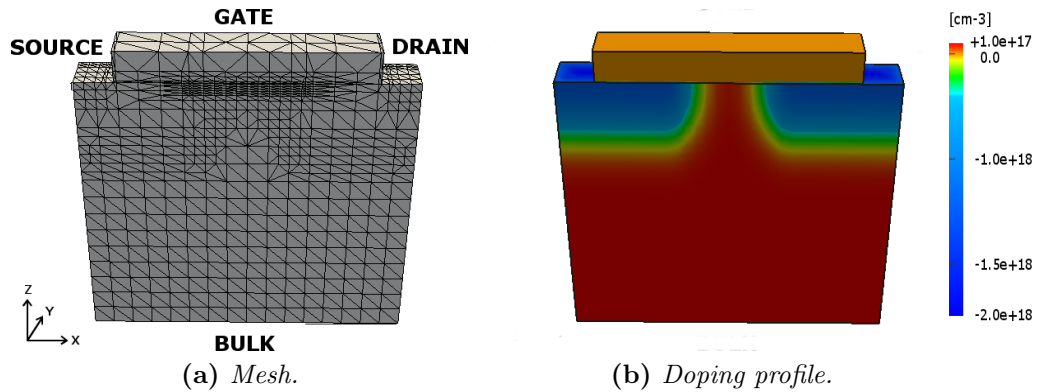 GATE
SOURCE
DRAIN
Z
Y
X
BULK
(a) Mesh.
[cm-3]
+1.0e+17
0.0
-1.0e+18
-1.5e+18
-2.0e+18
(b) Doping profile.